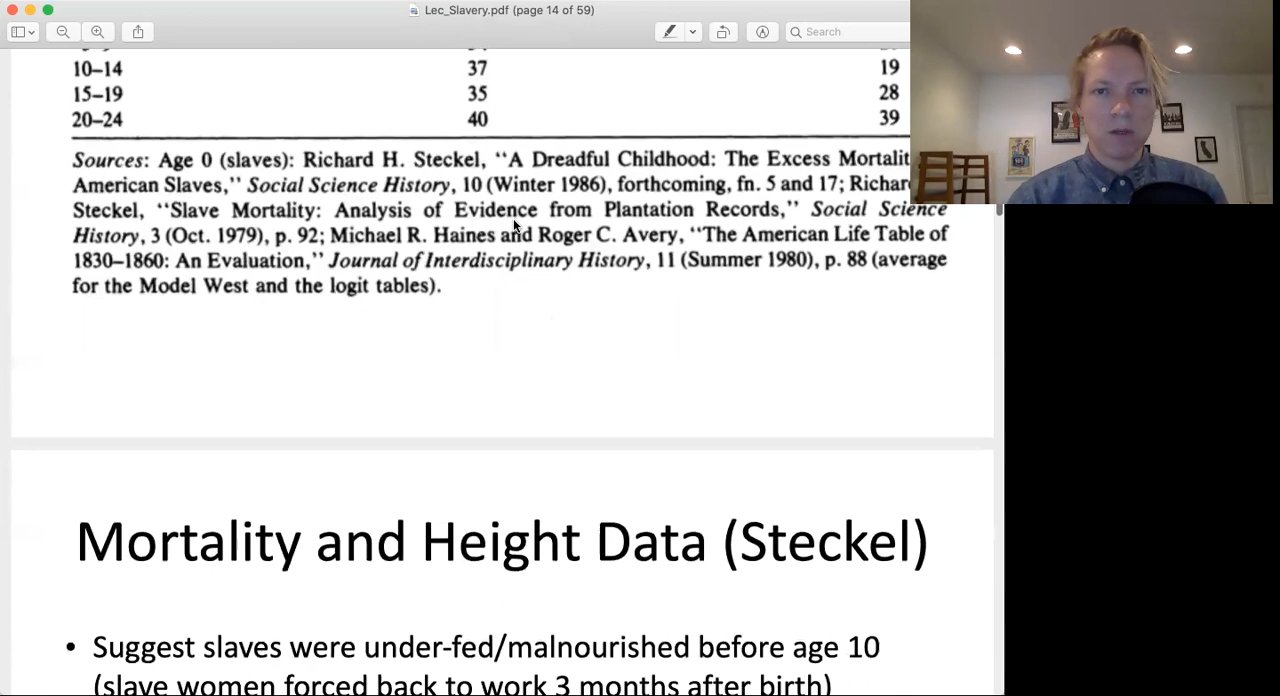 Lec_Slavery.pdf (page 14 of 59)
Search
10–14 37 19
15–19 35 28
20–24 40 39
Sources: Age 0 (slaves): Richard H. Steckel, “A Dreadful Childhood: The Excess
American Slaves,” Social Science History, 10 (Winter 1986), forthcoming, fn. 5 and 17;
Steckel, “Slave Mortality: Analysis of Evidence from Plantation Records,” Social Science
History, 3 (Oct. 1979), p. 92; Michael R. Haines and Roger C. Avery, “The American Life Table of
1830–1860: An Evaluation,” Journal of Interdisciplinary History, 11 (Summer 1980), p. 88 (average
for the Model West and the logit tables).
Mortality and Height Data (Steckel)
• Suggest slaves were under-fed/malnourished before age 10
(slave women forced back to work 3 months after birth)